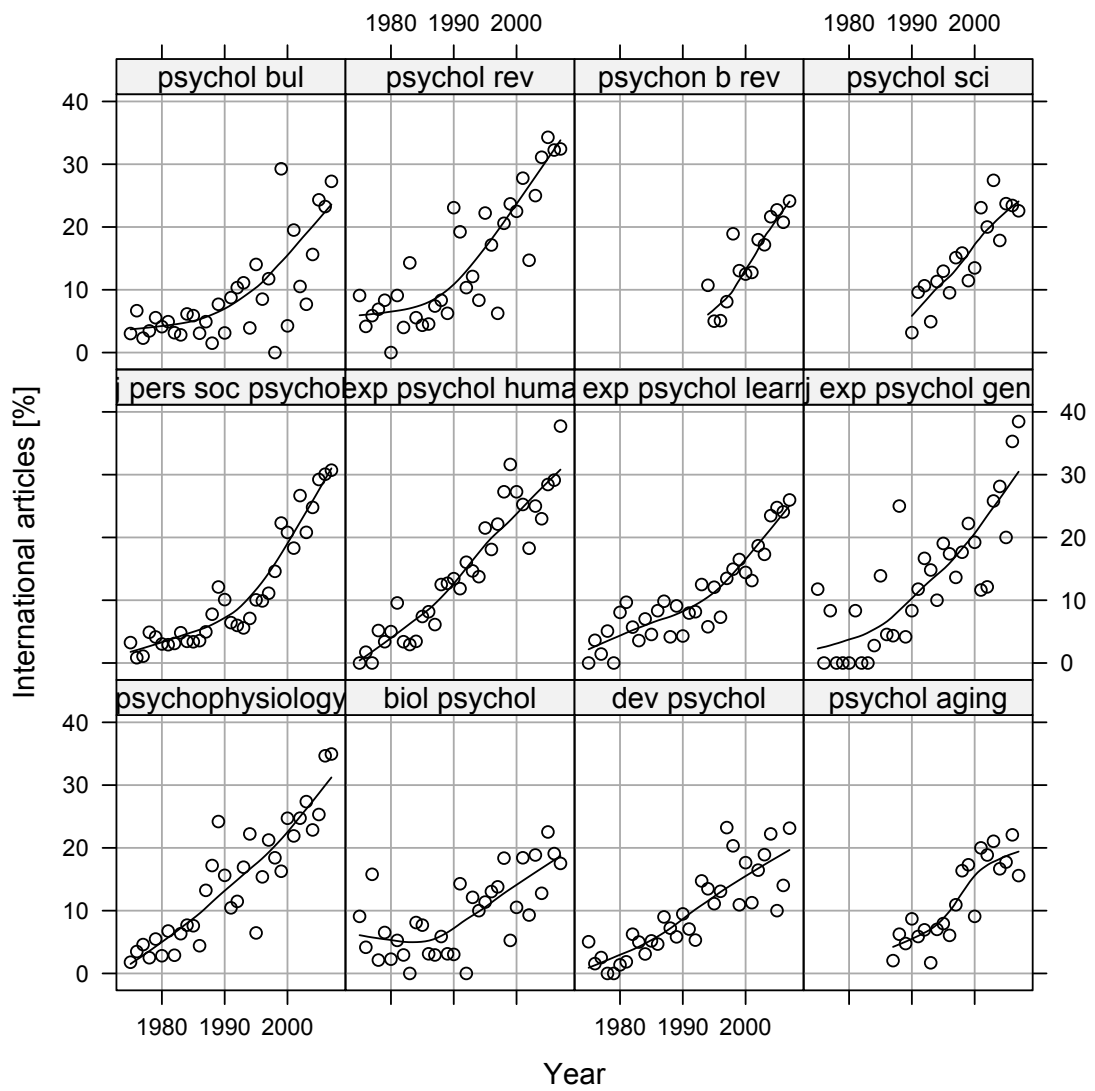 1980 1990 2000
1980 1990 2000
psychol bul
psychol rev
psychon b rev
psychol sci
40
30
20
10
0
j pers soc psychol
exp psychol huma
exp psychol learn
j exp psychol gen
40
30
20
10
0
psychophysiology
biol psychol
dev psychol
psychol aging
40
30
20
10
0
1980 1990 2000
1980 1990 2000
International articles [%]
Year